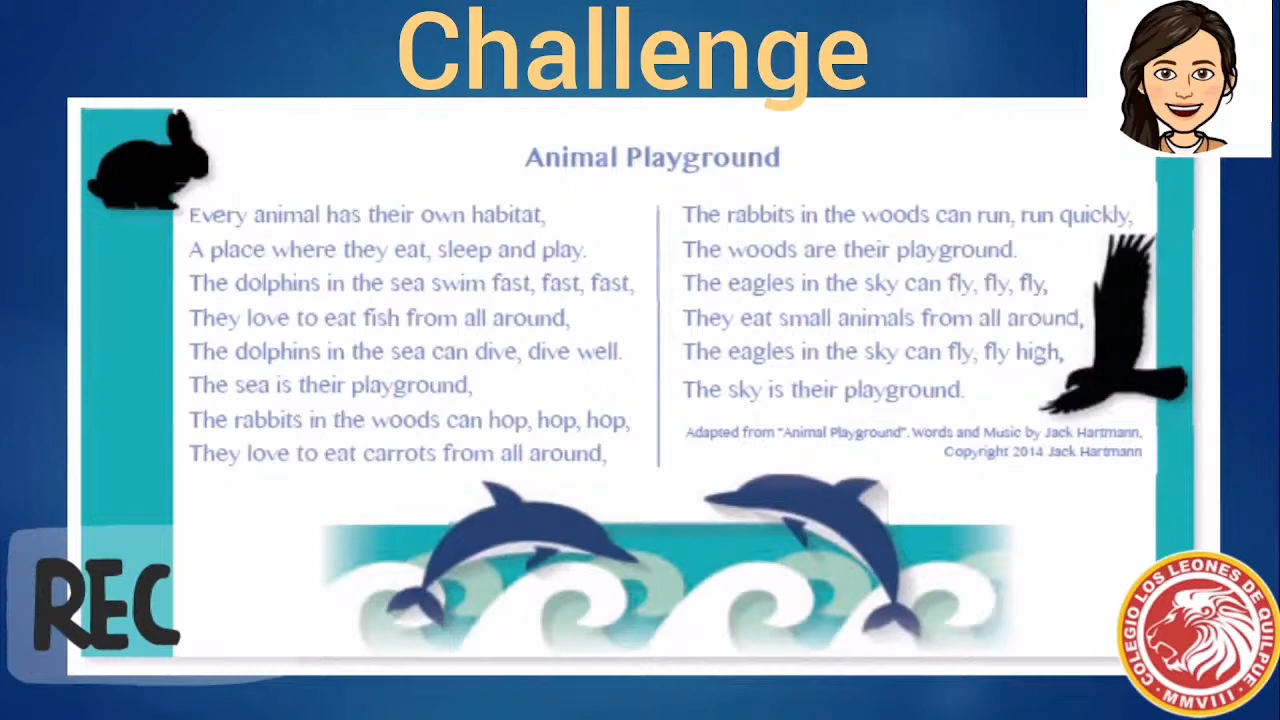 Challenge
Animal Playground
Every animal has their own habitat,
A place where they eat, sleep and play.
The dolphins in the sea swim fast, fast, fast,
They love to eat fish from all around,
The dolphins in the sea can dive, dive well.
The sea is their playground,
The rabbits in the woods can hop, hop, hop,
They love to eat carrots from all around,
The rabbits in the woods can run, run quickly,
The woods are their playground.
The eagles in the sky can fly, fly, fly,
They eat small animals from all around,
The eagles in the sky can fly, fly high,
The sky is their playground.
Adapted from "Animal Playground". Words and Music by Jack Hartmann,
Copyright 2014 Jack Hartmann
REC
COLEGIO LOS LEONES DE QUILPUE
MMVIII